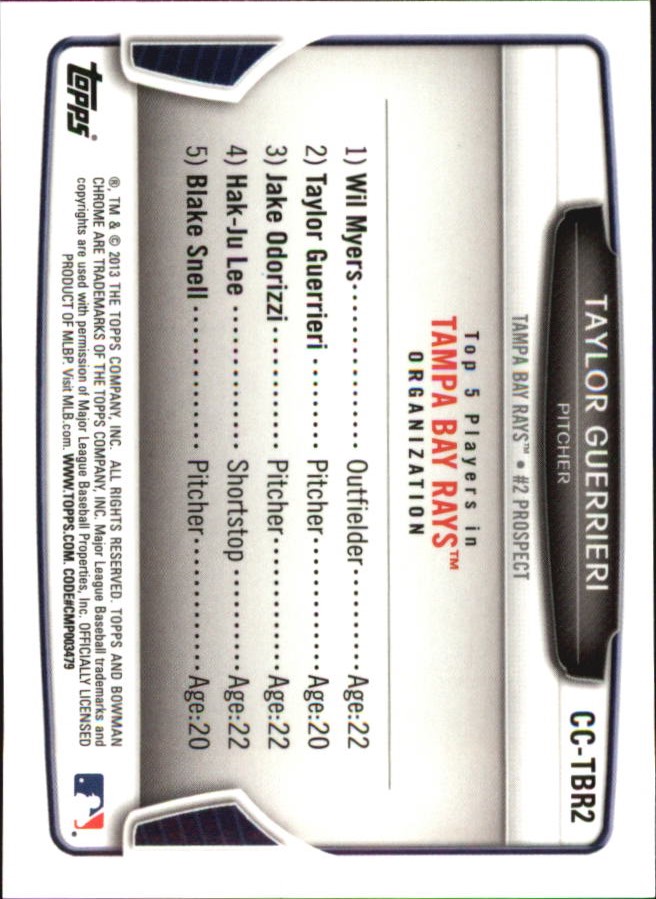 CC-TBR2
TAYLOR GUERRIERI
PITCHER
TAMPA BAY RAYS™ • #2 PROSPECT
Top 5 Players in
TAMPA BAY RAYS™
ORGANIZATION
1) Wil Myers.............. Outfielder.......... Age:22
2) Taylor Guerrieri ........ Pitcher............. Age:20
3) Jake Odorizzi............ Pitcher............. Age:22
4) Hak-Ju Lee .............. Shortstop .......... Age:22
5) Blake Snell .............. Pitcher............. Age:20
®, TM & © 2013 THE TOPPS COMPANY, INC. ALL RIGHTS RESERVED. TOPPS AND BOWMAN
CHROME ARE TRADEMARKS OF THE TOPPS COMPANY, INC. Major League Baseball trademarks and
copyrights are used with permission of Major League Baseball Properties, Inc. OFFICIALLY LICENSED
PRODUCT OF MLBP. Visit MLB.com. WWW.TOPPS.COM. CODE#CMP003479
topps®